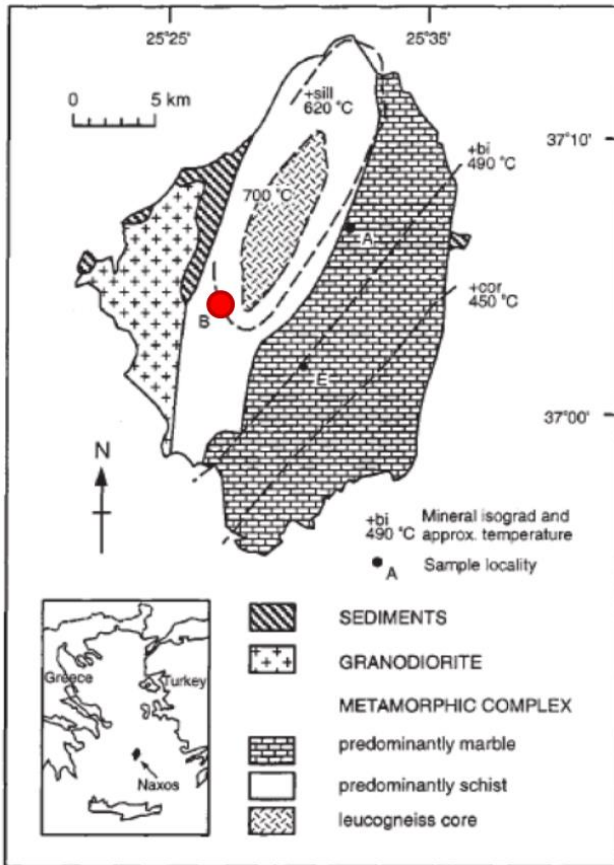 25°25' 25°35'
0 5 km
+sill
620 °C
+bi
490 °C
37°10'
700 °C
A
+cor
450 °C
B
37°00'
N
+bi
490 °C
Mineral isograd and
approx. temperature
A
Sample locality
SEDIMENTS
GRANODIORITE
METAMORPHIC COMPLEX
predominantly marble
predominantly schist
leucogneiss core
Greece
Turkey
Naxos